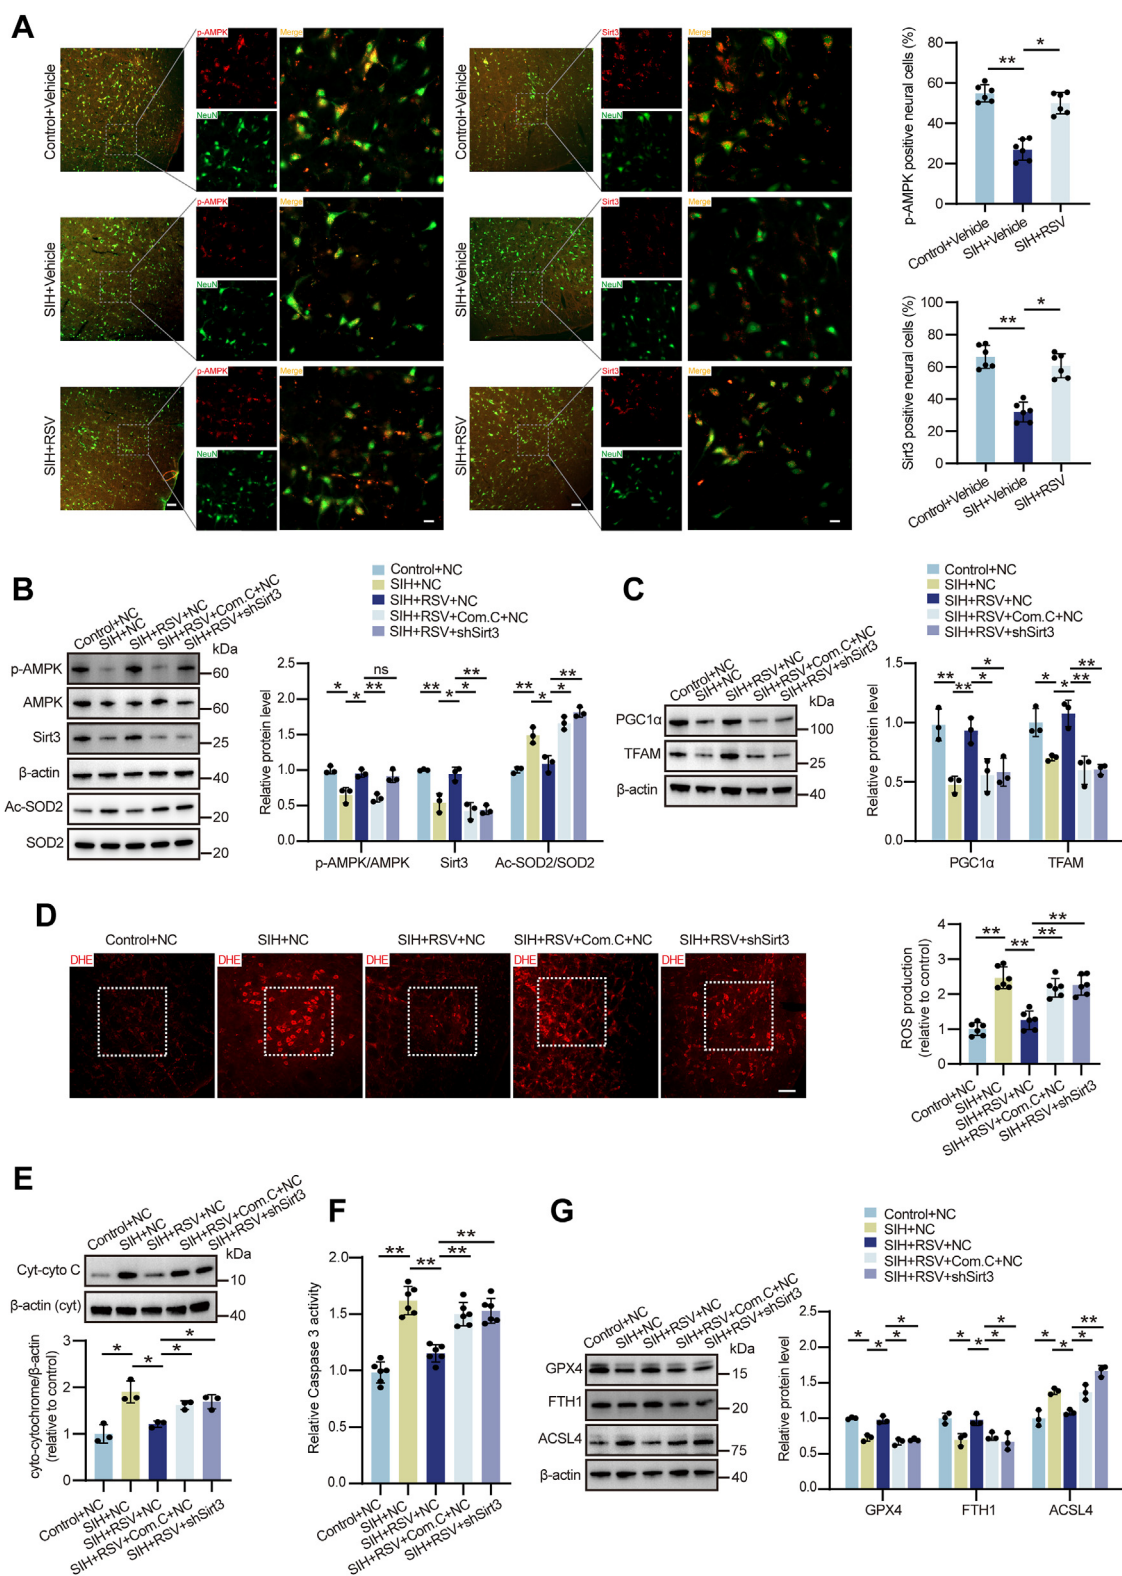 A
Control+Vehicle
p-AMPK
NeuN
Merge
Control+Vehicle
Sirt3
NeuN
Merge
SIH+Vehicle
p-AMPK
NeuN
Merge
SIH+Vehicle
Sirt3
NeuN
Merge
SIH+RSV
p-AMPK
NeuN
Merge
SIH+RSV
Sirt3
NeuN
Merge
p-AMPK positive neural cells (%)
80
60
40
20
0
** *
Control+Vehicle
SIH+Vehicle
SIH+RSV
Sirt3 positive neural cells (%)
100
80
60
40
20
0
** *
Control+Vehicle
SIH+Vehicle
SIH+RSV
B
Control+NC
SIH+NC
SIH+RSV+NC
SIH+RSV+Com.C+NC
SIH+RSV+shSirt3
kDa
p-AMPK 60
AMPK 60
Sirt3 25
β-actin 40
Ac-SOD2 20
SOD2 20
Control+NC
SIH+NC
SIH+RSV+NC
SIH+RSV+Com.C+NC
SIH+RSV+shSirt3
Relative protein level
2.5
2.0
1.5
1.0
0.5
0.0
* * ** ns
** * * **
** * * **
p-AMPK/AMPK Sirt3 Ac-SOD2/SOD2
C
Control+NC
SIH+NC
SIH+RSV+NC
SIH+RSV+Com.C+NC
SIH+RSV+shSirt3
kDa
PGC1α 100
TFAM 25
β-actin 40
Control+NC
SIH+NC
SIH+RSV+NC
SIH+RSV+Com.C+NC
SIH+RSV+shSirt3
Relative protein level
1.5
1.0
0.5
0.0
** ** * *
* * ** **
PGC1α TFAM
D
Control+NC SIH+NC SIH+RSV+NC SIH+RSV+Com.C+NC SIH+RSV+shSirt3
DHE DHE DHE DHE DHE
ROS production
(relative to control)
4
3
2
1
0
** ** ** **
Control+NC
SIH+NC
SIH+RSV+NC
SIH+RSV+Com.C+NC
SIH+RSV+shSirt3
E
Control+NC
SIH+NC
SIH+RSV+NC
SIH+RSV+Com.C+NC
SIH+RSV+shSirt3
kDa
Cyt-cyto C 10
β-actin (cyt) 40
cyto-cytochrome/β-actin
(relative to control)
3
2
1
0
* * * *
Control+NC
SIH+NC
SIH+RSV+NC
SIH+RSV+Com.C+NC
SIH+RSV+shSirt3
F
Relative Caspase 3 activity
2.0
1.5
1.0
0.5
0.0
** ** ** **
Control+NC
SIH+NC
SIH+RSV+NC
SIH+RSV+Com.C+NC
SIH+RSV+shSirt3
G
Control+NC
SIH+NC
SIH+RSV+NC
SIH+RSV+Com.C+NC
SIH+RSV+shSirt3
kDa
GPX4 15
FTH1 20
ACSL4 75
β-actin 40
Control+NC
SIH+NC
SIH+RSV+NC
SIH+RSV+Com.C+NC
SIH+RSV+shSirt3
Relative protein level
2.5
2.0
1.5
1.0
0.5
0.0
* * * *
* * * *
* * * **
GPX4 FTH1 ACSL4